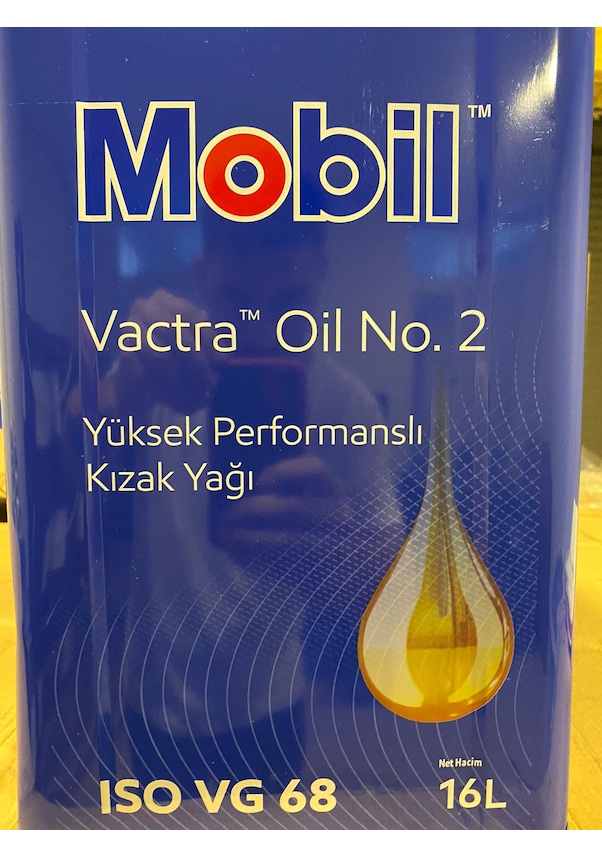 Mobil™
Vactra™ Oil No. 2
Yüksek Performanslı
Kızak Yağı
Net Hacim
ISO VG 68
16L